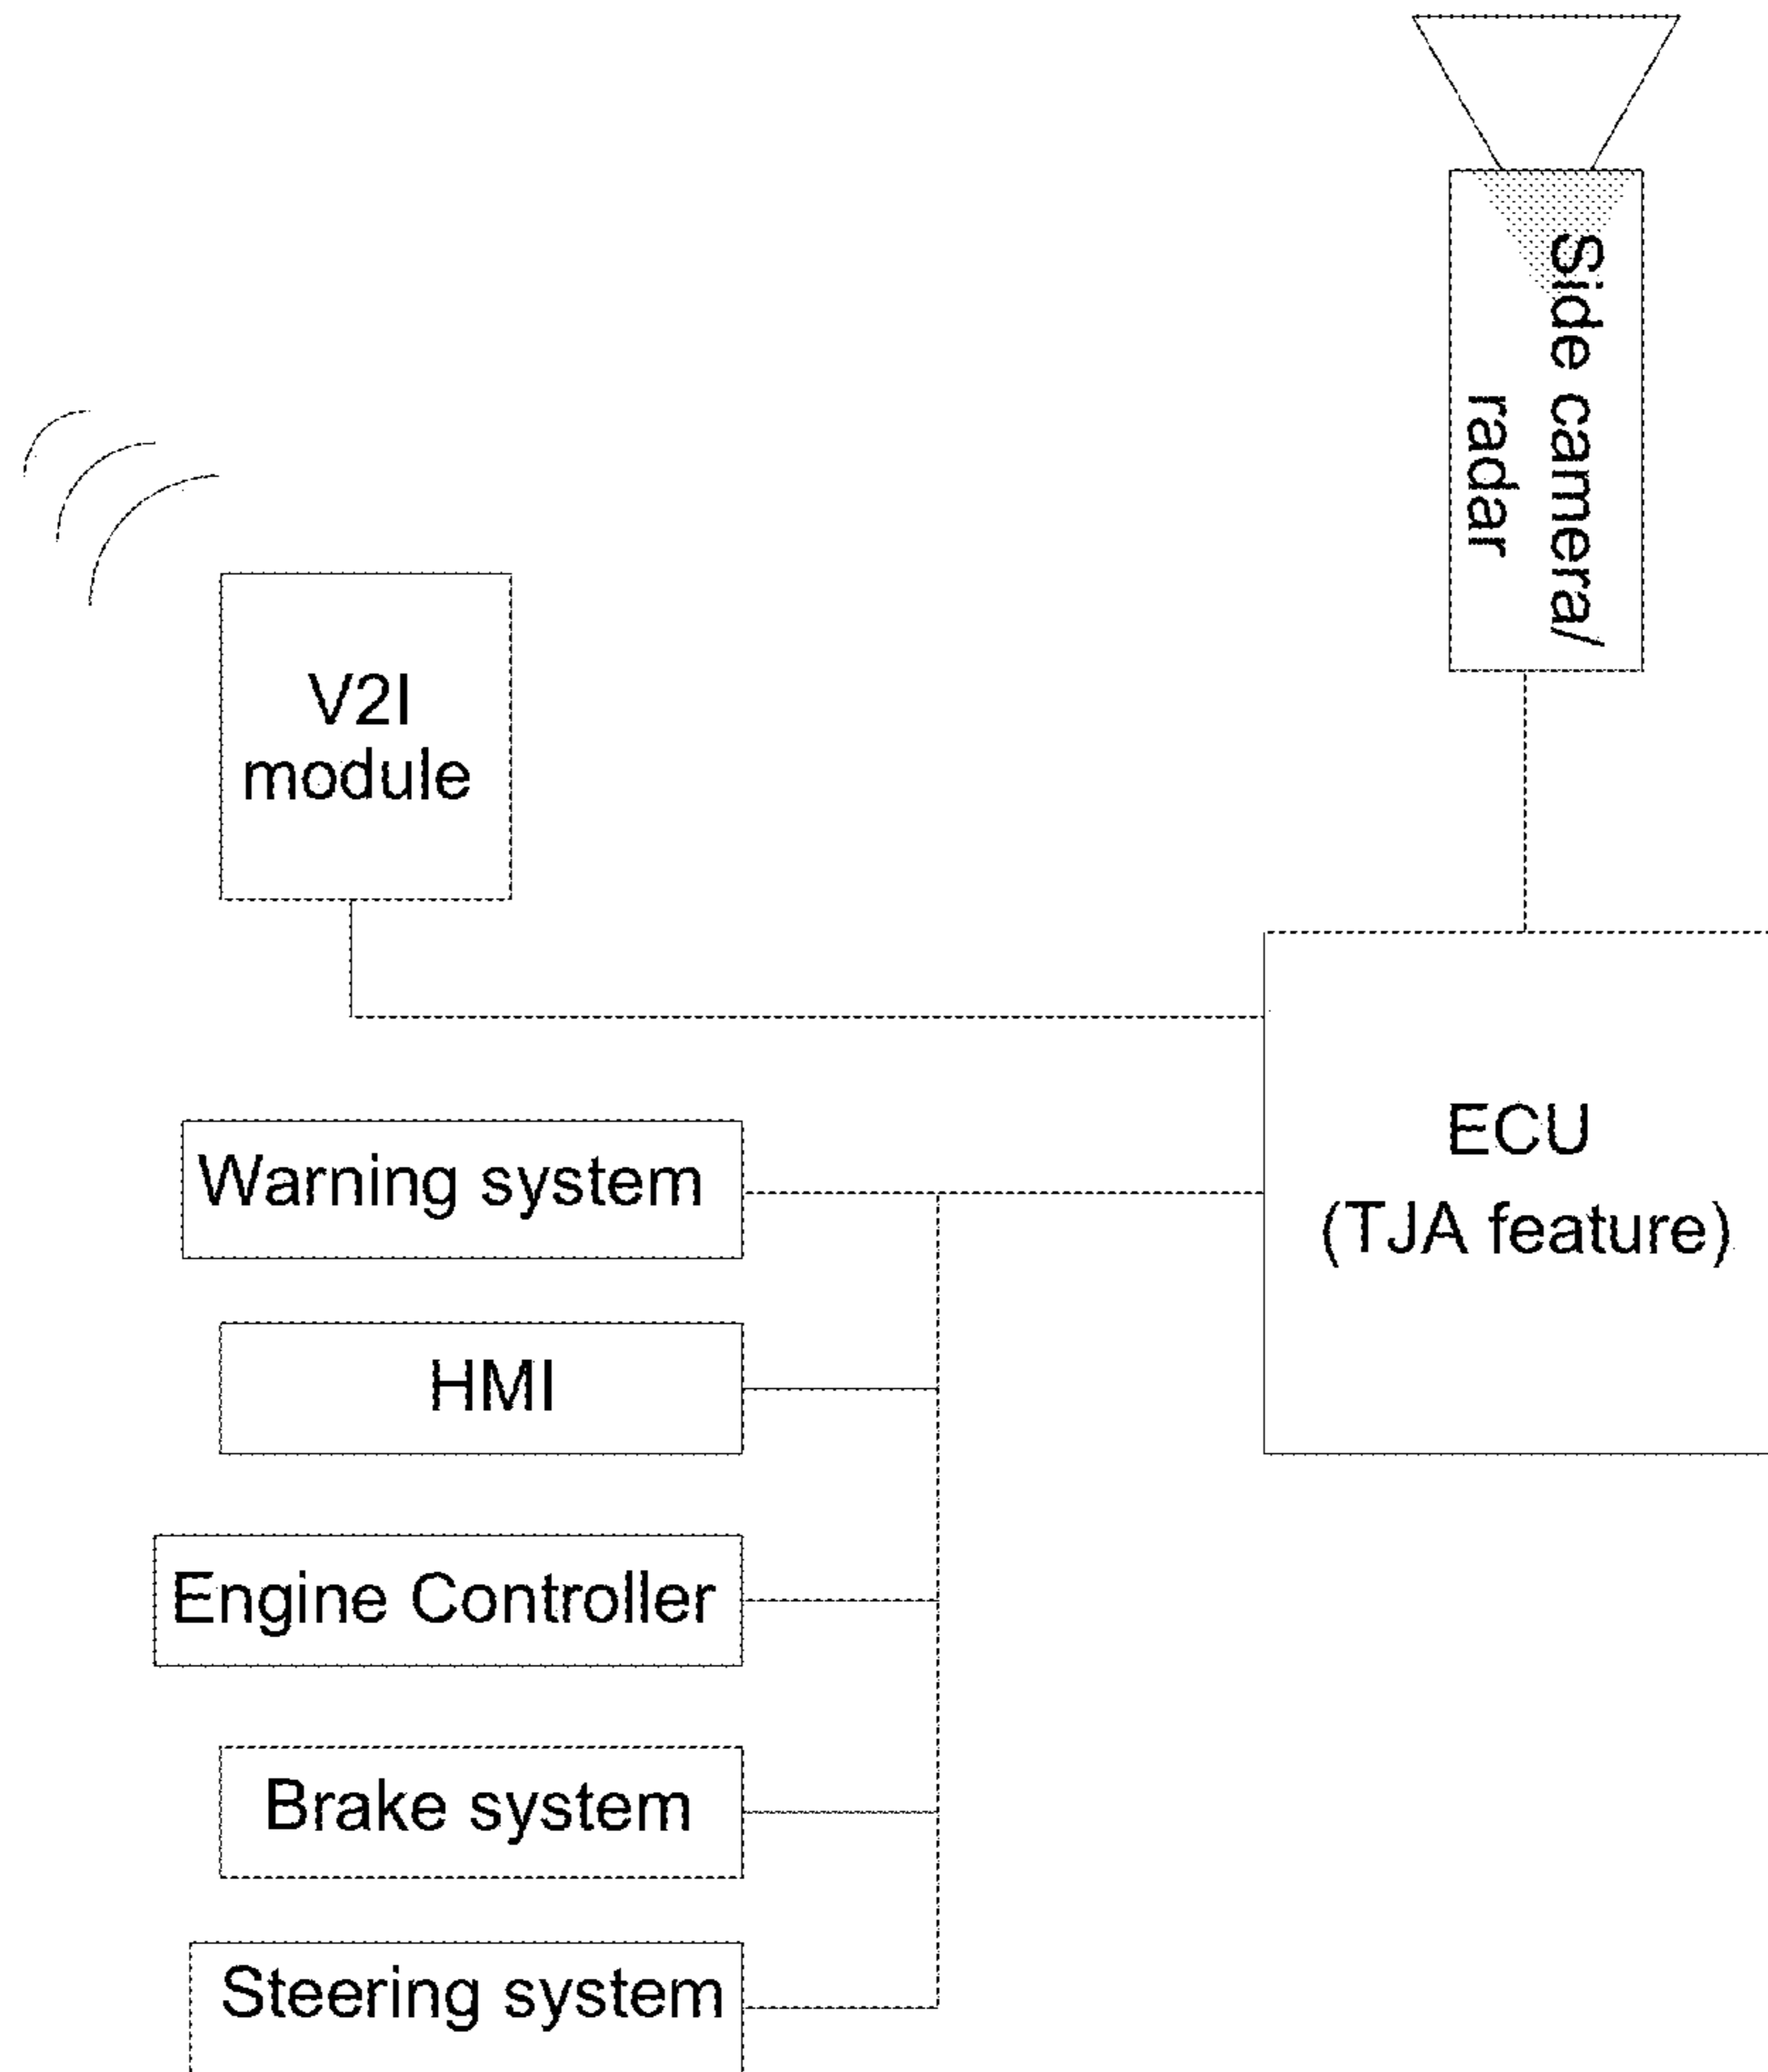 Side camera/
radar
V2I
module
ECU
(TJA feature)
Warning system
HMI
Engine Controller
Brake system
Steering system